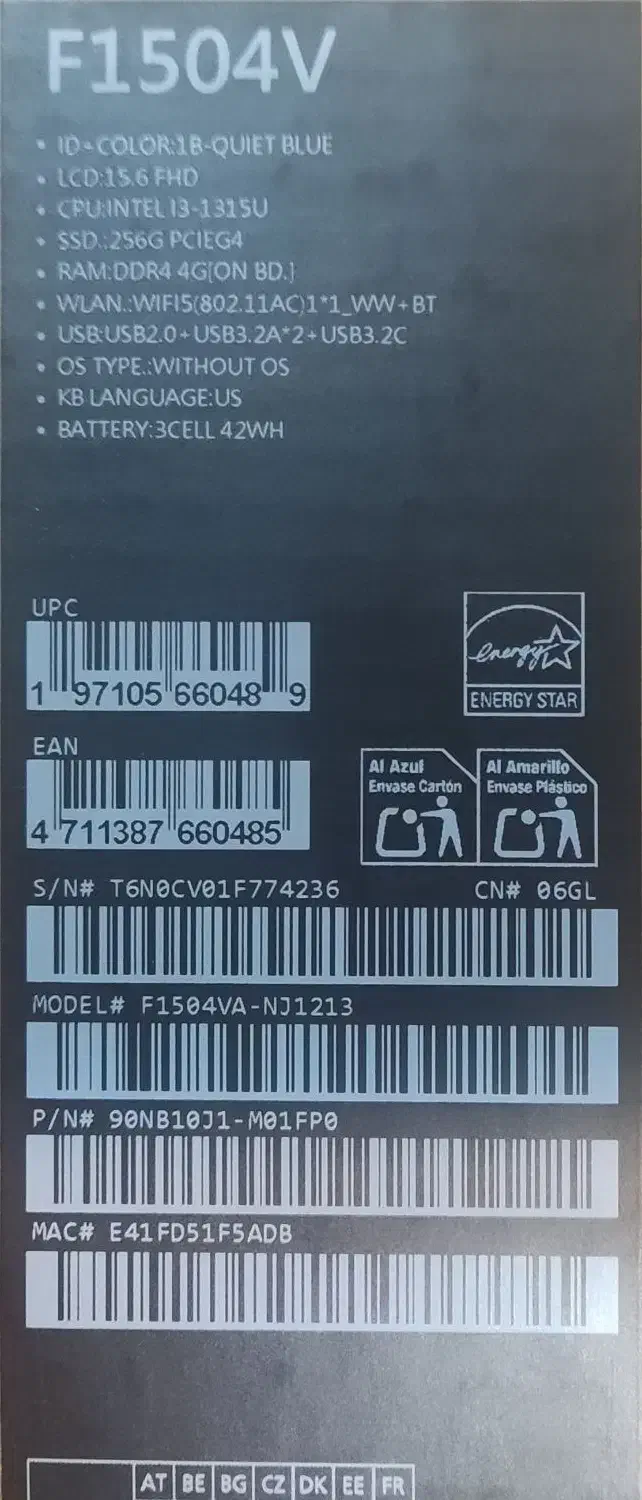 F1504V
• ID-COLOR:1B-QUIET BLUE
• LCD:15.6 FHD
• CPU:INTEL I3-1315U
• SSD.:256G PCIEG4
• RAM:DDR4 4G[ON BD.]
• WLAN.:WIFI5(802.11AC)1*1_WW+BT
• USB:USB2.0+USB3.2A*2+USB3.2C
• OS TYPE.:WITHOUT OS
• KB LANGUAGE:US
• BATTERY:3CELL 42WH
UPC
1 97105 66048 9
energy
ENERGY STAR
EAN
4 711387 660485
Al Azul
Envase Cartón
Al Amarillo
Envase Plástico
S/N# T6N0CV01F774236 CN# 06GL
MODEL# F1504VA-NJ1213
P/N# 90NB10J1-M01FP0
MAC# E41FD51F5ADB
AT BE BG CZ DK EE FR